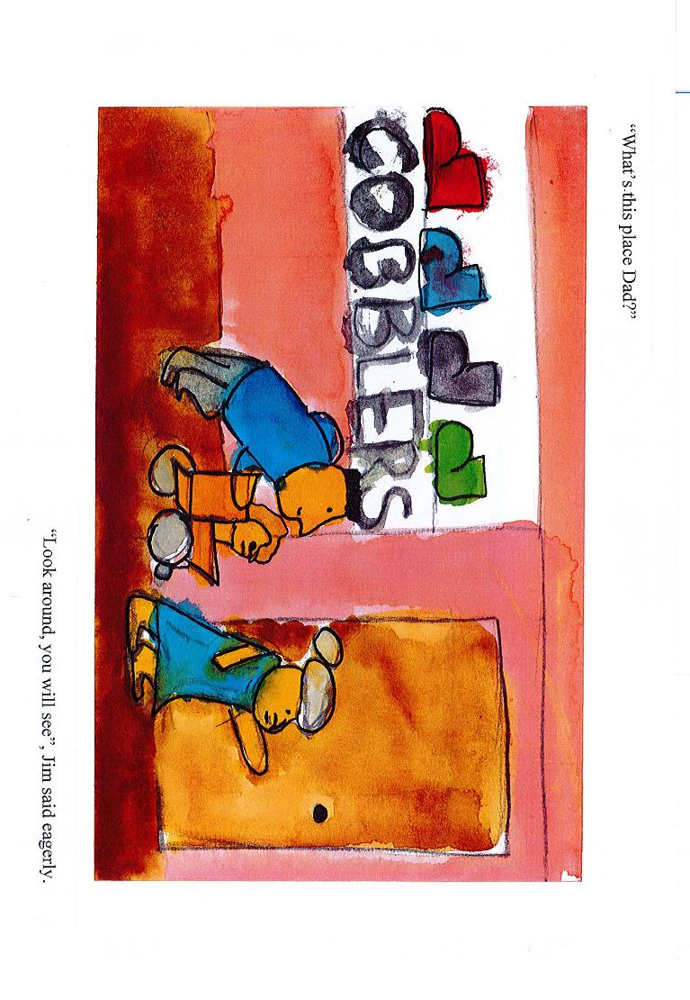 “What’s this place Dad?”
COBBLERS
“Look around, you will see”, Jim said eagerly.